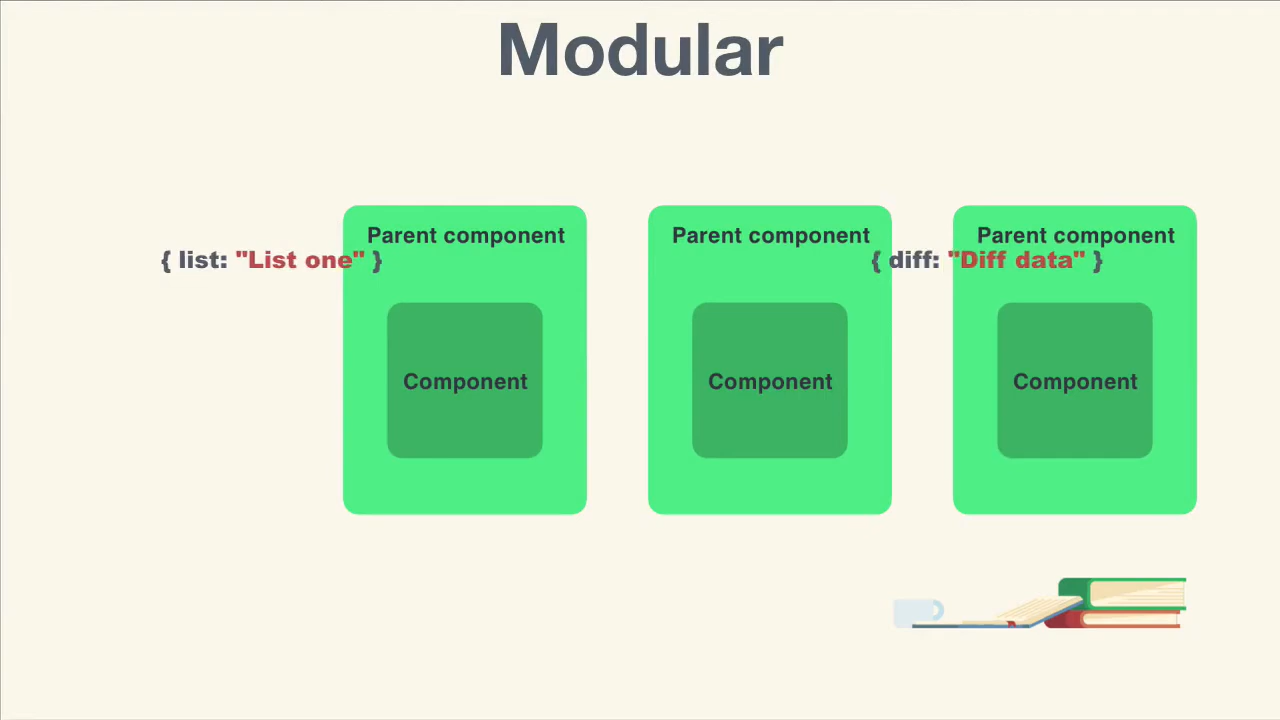 Modular
Parent component
Parent component
Parent component
{ list: "List one" }
{ diff: "Diff data" }
Component
Component
Component